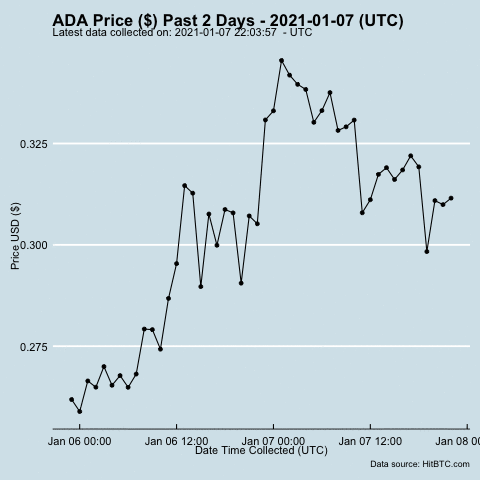 ADA Price ($) Past 2 Days - 2021-01-07 (UTC)
Latest data collected on: 2021-01-07 22:03:57 - UTC
0.325
0.300
0.275
Price USD ($)
Jan 06 00:00 Jan 06 12:00 Jan 07 00:00 Jan 07 12:00 Jan 08 0
Date Time Collected (UTC)
Data source: HitBTC.com